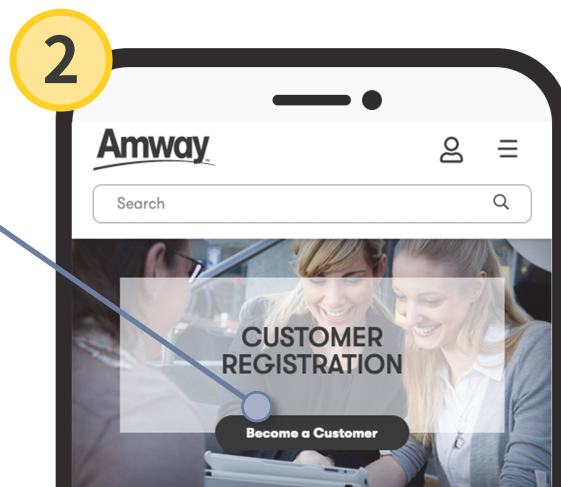 2
Amway
Search
CUSTOMER
REGISTRATION
Become a Customer